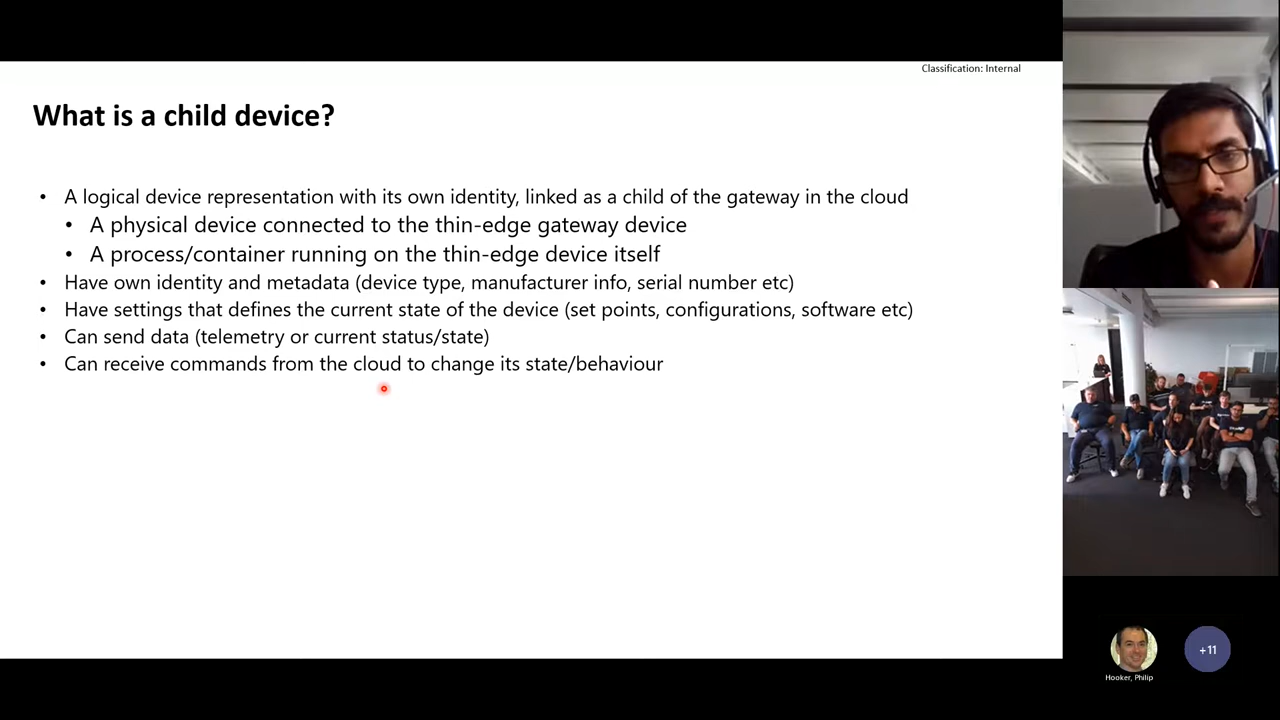 Classification: Internal
What is a child device?
• A logical device representation with its own identity, linked as a child of the gateway in the cloud
• A physical device connected to the thin-edge gateway device
• A process/container running on the thin-edge device itself
• Have own identity and metadata (device type, manufacturer info, serial number etc)
• Have settings that defines the current state of the device (set points, configurations, software etc)
• Can send data (telemetry or current status/state)
• Can receive commands from the cloud to change its state/behaviour
+11
Hooker, Philip